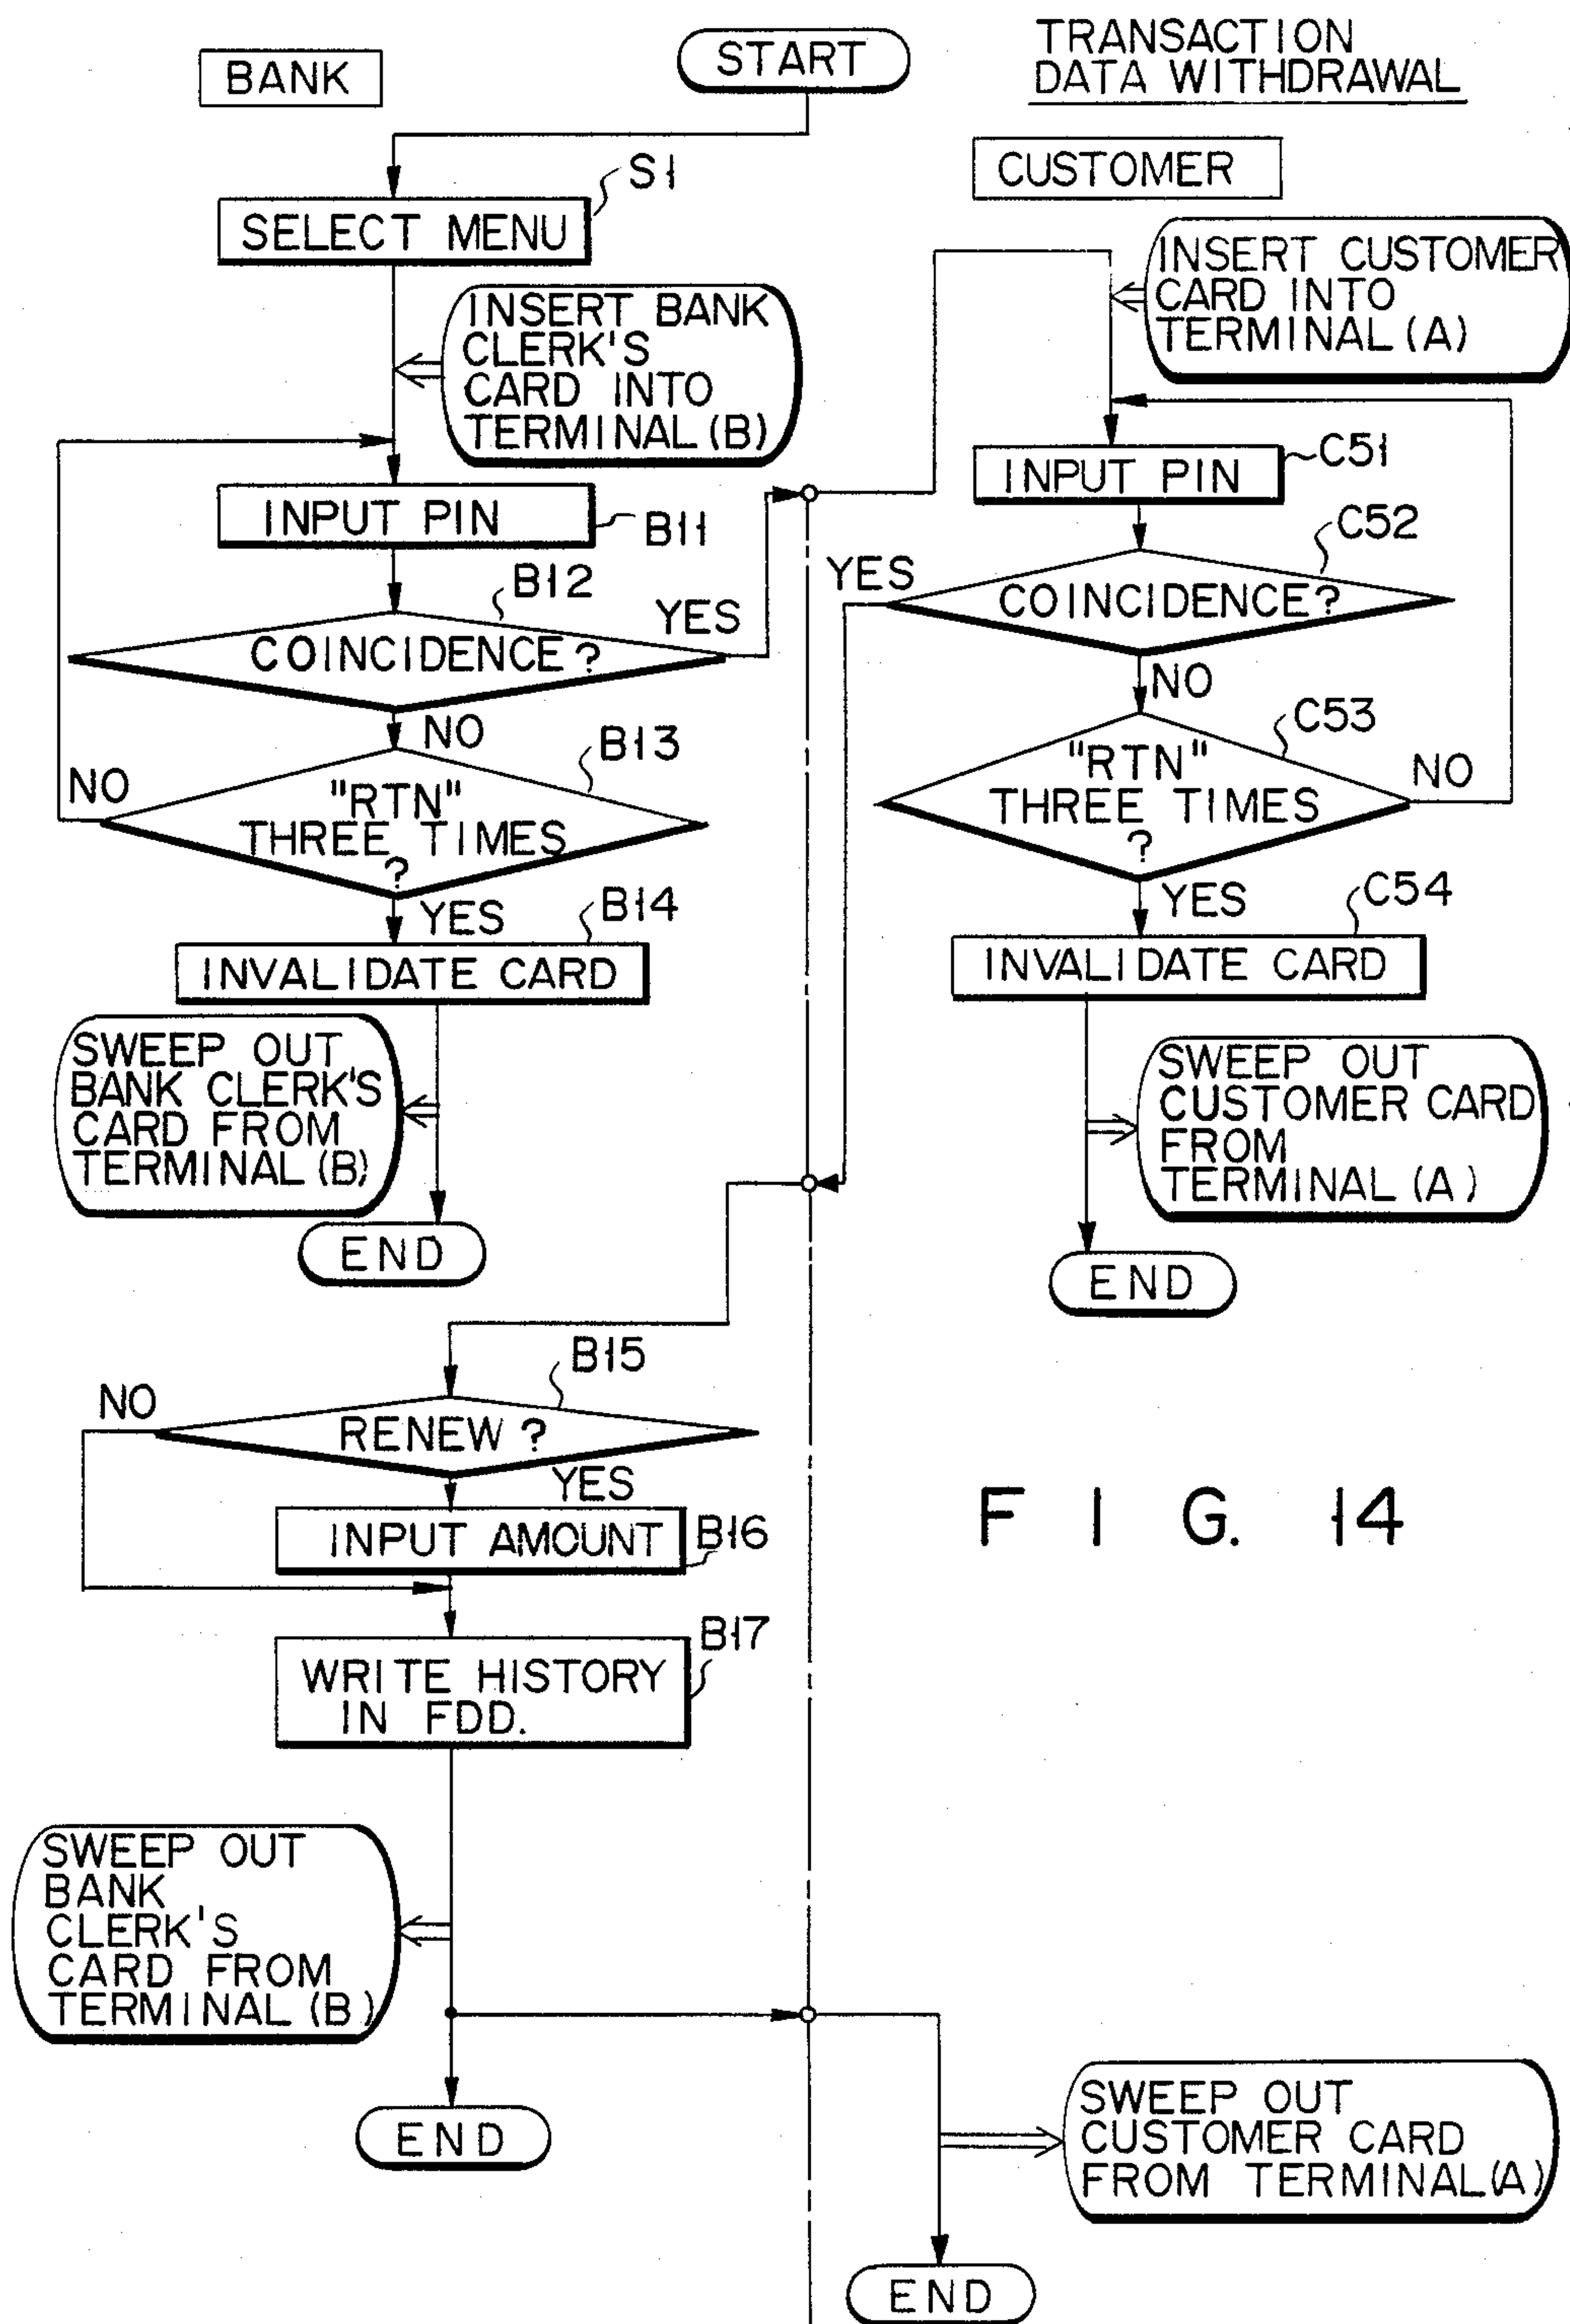 START
TRANSACTION
DATA WITHDRAWAL
BANK
CUSTOMER
S1
SELECT MENU
INSERT BANK
CLERK'S
CARD INTO
TERMINAL (B)
INPUT PIN
B11
B12
COINCIDENCE?
YES
NO
B13
"RTN"
THREE TIMES
?
NO
YES
B14
INVALIDATE CARD
SWEEP OUT
BANK CLERK'S
CARD FROM
TERMINAL (B)
END
INSERT CUSTOMER
CARD INTO
TERMINAL (A)
INPUT PIN
C51
C52
YES
COINCIDENCE?
NO
C53
"RTN"
THREE TIMES
?
NO
YES
C54
INVALIDATE CARD
SWEEP OUT
CUSTOMER CARD
FROM
TERMINAL (A)
END
B15
NO
RENEW?
YES
INPUT AMOUNT
B16
B17
WRITE HISTORY
IN FDD.
SWEEP OUT
BANK
CLERK'S
CARD FROM
TERMINAL (B)
END
SWEEP OUT
CUSTOMER CARD
FROM TERMINAL (A)
END
FIG. 14